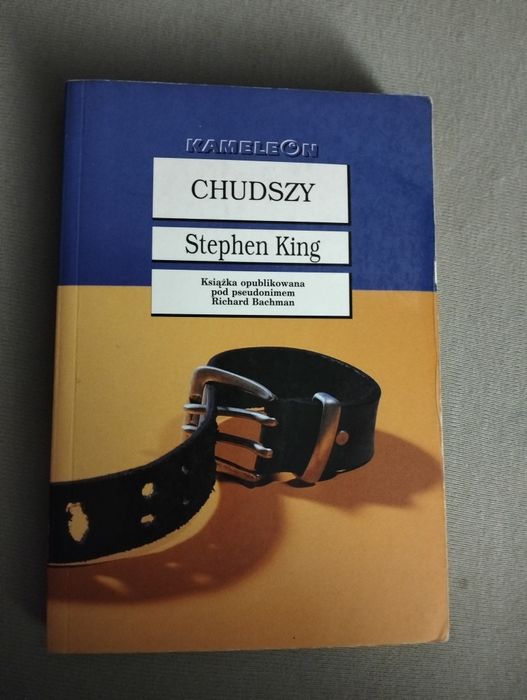 KAMELEON
CHUDSZY
Stephen King
Książka opublikowana
pod pseudonimem
Richard Bachman